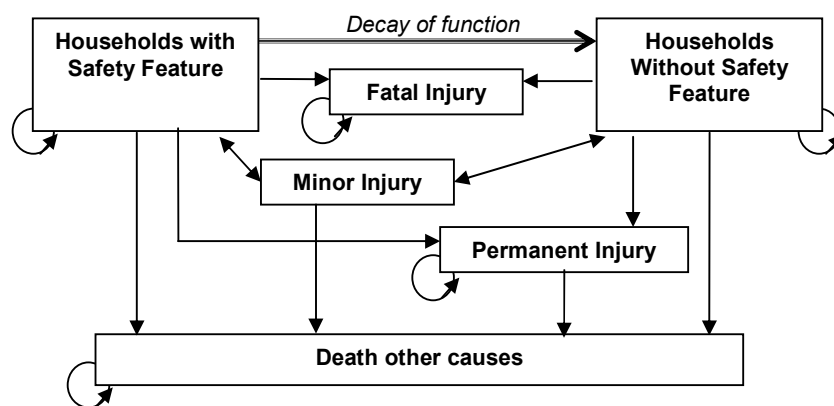 Decay of function
Households with
Safety Feature
Households
Without Safety
Feature
Fatal Injury
Minor Injury
Permanent Injury
Death other causes